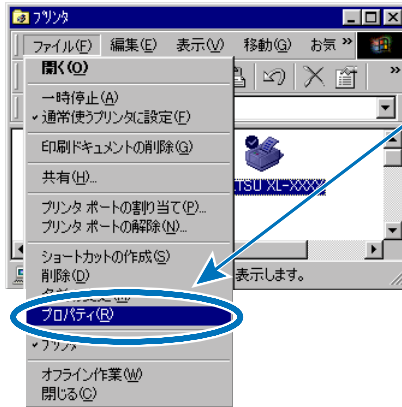 プリンタ
ファイル(F) 編集(E) 表示(V) 移動(G) お気 »
»
開く(O)
一時停止(A)
通常使うプリンタに設定(F)
印刷ドキュメントの削除(G)
共有(H)...
プリンタ ポートの割り当て(P)...
プリンタ ポートの解除(N)...
ショートカットの作成(S)
削除(D)
プロパティ(R)
プリンタ
オフライン作業(W)
閉じる(C)
TSU XL-XXXX
表示します。